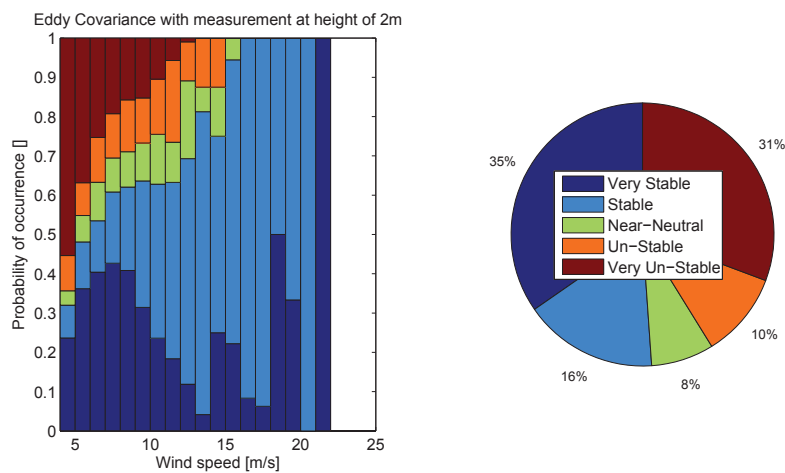 Eddy Covariance with measurement at height of 2m
1
0.9
0.8
0.7
0.6
0.5
0.4
0.3
0.2
0.1
0
Probability of occurrence []
5
10
15
20
25
Wind speed [m/s]
35%
31%
Very Stable
Stable
Near−Neutral
Un−Stable
Very Un−Stable
10%
16%
8%